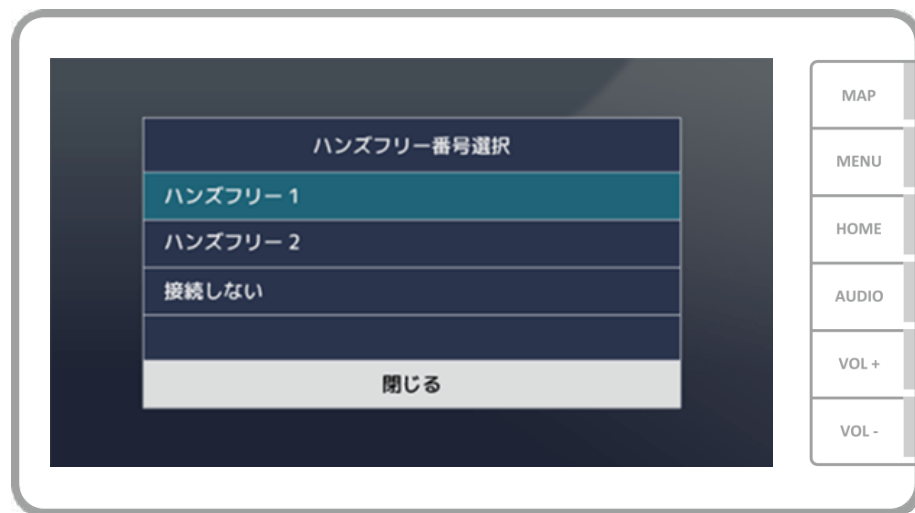 ハンズフリー番号選択
ハンズフリー 1
ハンズフリー 2
接続しない
閉じる
MAP
MENU
HOME
AUDIO
VOL +
VOL -